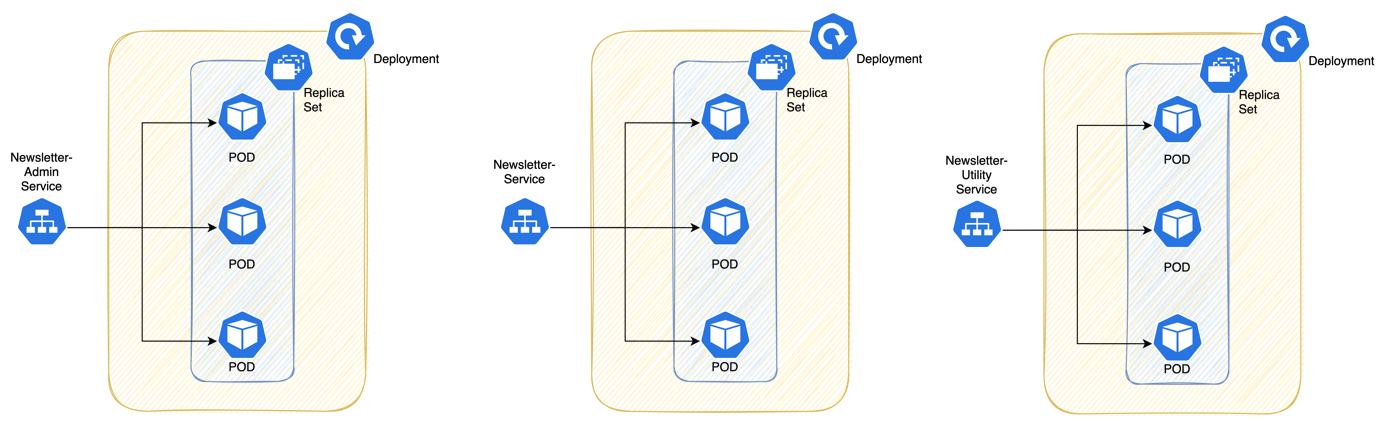 Deployment
Replica
Set
POD
Newsletter-
Admin
Service
POD
POD
Deployment
Replica
Set
POD
Newsletter-
Service
POD
POD
Deployment
Replica
Set
POD
Newsletter-
Utility
Service
POD
POD